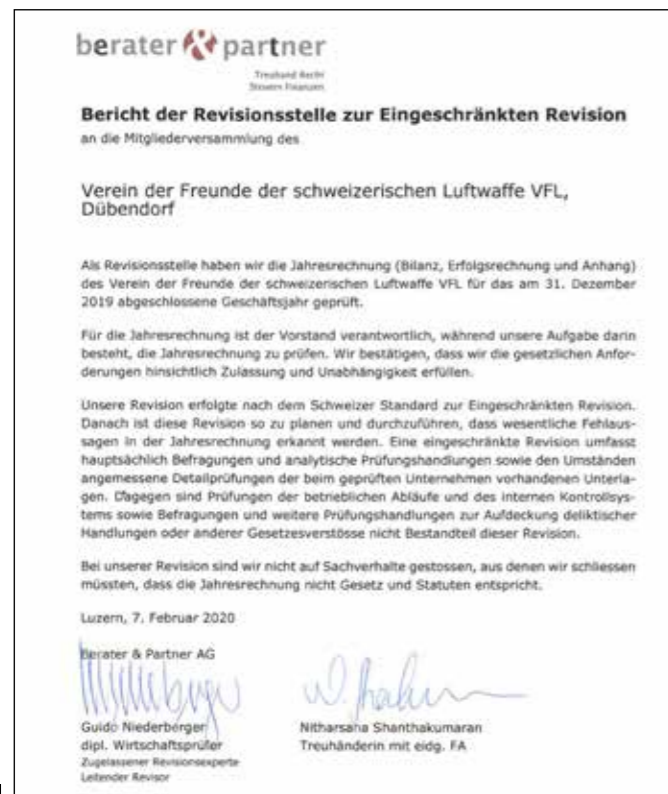 berater & partner
Treuhand Recht
Steuern Finanzen
Bericht der Revisionsstelle zur Eingeschränkten Revision
an die Mitgliederversammlung des
Verein der Freunde der schweizerischen Luftwaffe VFL,
Dübendorf
Als Revisionsstelle haben wir die Jahresrechnung (Bilanz, Erfolgsrechnung und Anhang)
des Verein der Freunde der schweizerischen Luftwaffe VFL für das am 31. Dezember
2019 abgeschlossene Geschäftsjahr geprüft.
Für die Jahresrechnung ist der Vorstand verantwortlich, während unsere Aufgabe darin
besteht, die Jahresrechnung zu prüfen. Wir bestätigen, dass wir die gesetzlichen Anfor-
derungen hinsichtlich Zulassung und Unabhängigkeit erfüllen.
Unsere Revision erfolgte nach dem Schweizer Standard zur Eingeschränkten Revision.
Danach ist diese Revision so zu planen und durchzuführen, dass wesentliche Fehlaus-
sagen in der Jahresrechnung erkannt werden. Eine eingeschränkte Revision umfasst
hauptsächlich Befragungen und analytische Prüfungshandlungen sowie den Umständen
angemessene Detailprüfungen der beim geprüften Unternehmen vorhandenen Unterla-
gen. Dagegen sind Prüfungen der betrieblichen Abläufe und des internen Kontrollsys-
tems sowie Befragungen und weitere Prüfungshandlungen zur Aufdeckung deliktischer
Handlungen oder anderer Gesetzesverstösse nicht Bestandteil dieser Revision.
Bei unserer Revision sind wir nicht auf Sachverhalte gestossen, aus denen wir schliessen
müssten, dass die Jahresrechnung nicht Gesetz und Statuten entspricht.
Luzern, 7. Februar 2020
Berater & Partner AG
Guido Niederberger
dipl. Wirtschaftsprüfer
Zugelassener Revisionsexperte
Leitender Revisor
Nitharsana Shanthakumaran
Treuhänderin mit eidg. FA